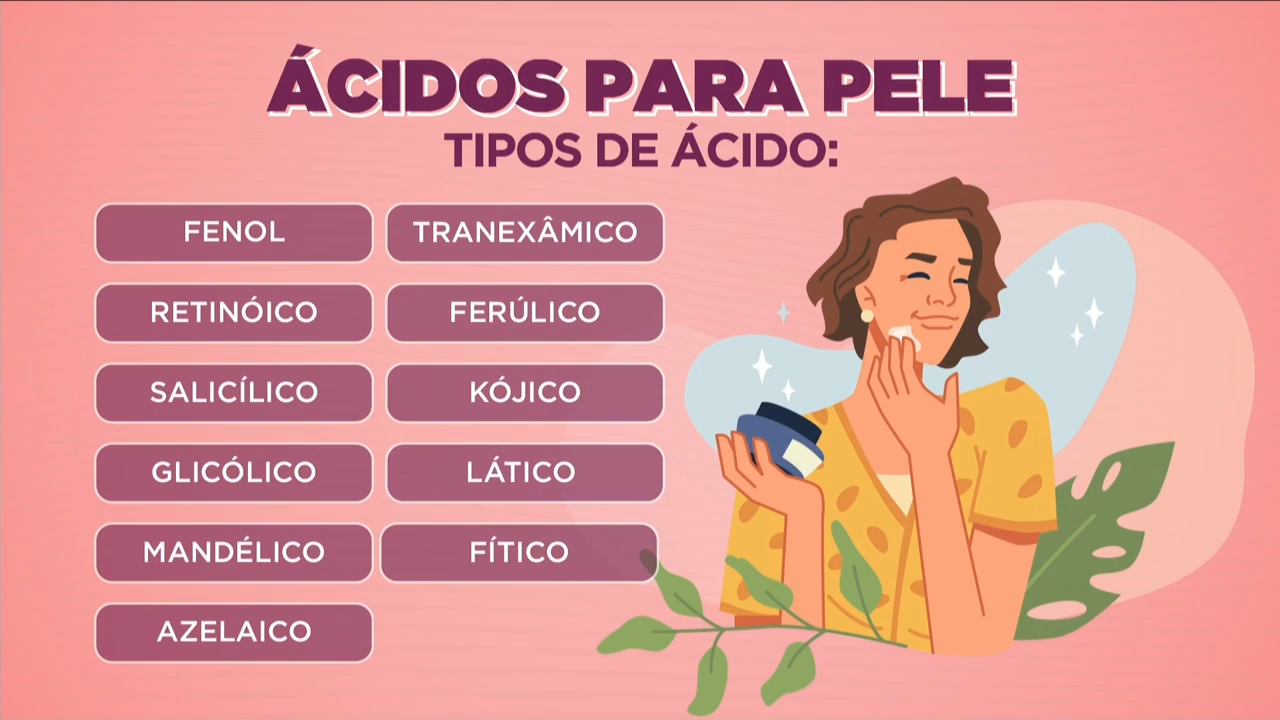 ÁCIDOS PARA PELE
TIPOS DE ÁCIDO:
FENOL
RETINÓICO
SALICÍLICO
GLICÓLICO
MANDÉLICO
AZELAICO
TRANEXÂMICO
FERÚLICO
KÓJICO
LÁTICO
FÍTICO